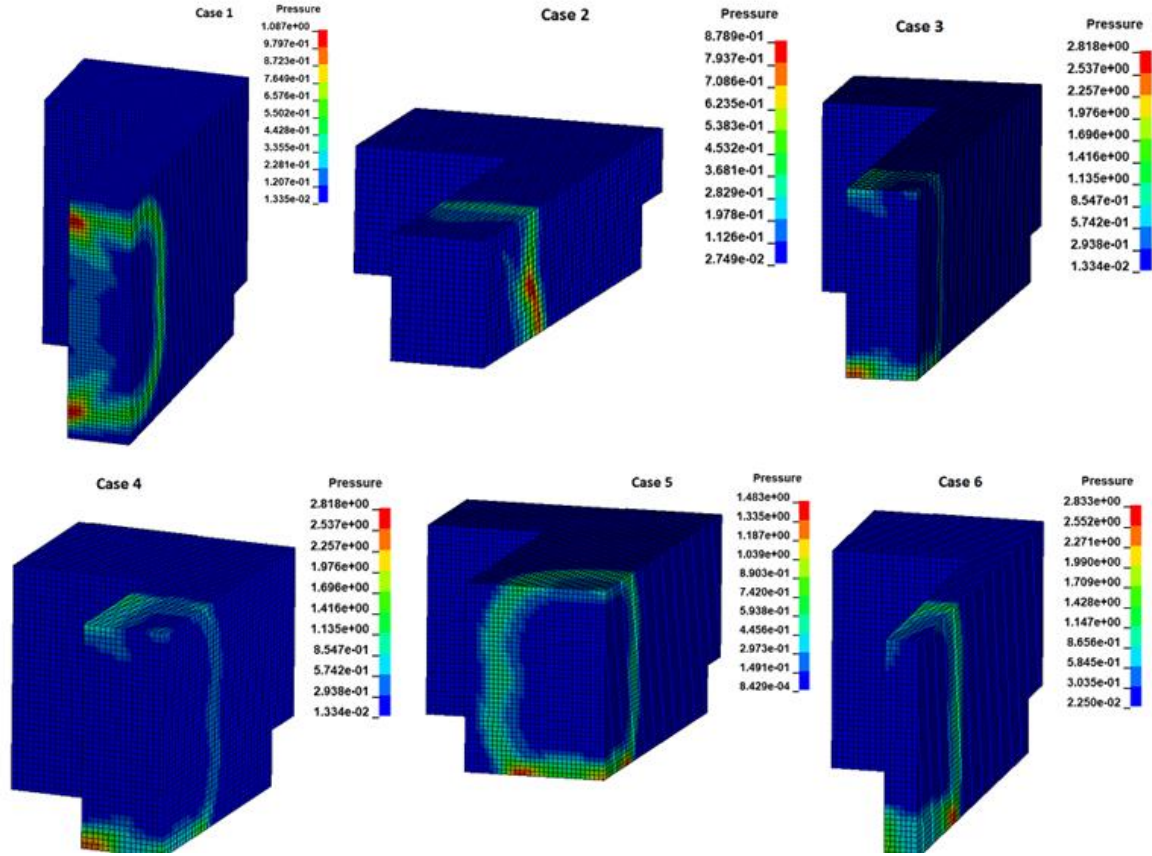 Case 1
Pressure
1.087e+00
9.797e-01
8.723e-01
7.649e-01
6.576e-01
5.502e-01
4.428e-01
3.355e-01
2.281e-01
1.207e-01
1.335e-02
Case 2
Pressure
8.789e-01
7.937e-01
7.086e-01
6.235e-01
5.383e-01
4.532e-01
3.681e-01
2.829e-01
1.978e-01
1.126e-01
2.749e-02
Case 3
Pressure
2.818e+00
2.537e+00
2.257e+00
1.976e+00
1.696e+00
1.416e+00
1.135e+00
8.547e-01
5.742e-01
2.938e-01
1.334e-02
Case 4
Pressure
2.818e+00
2.537e+00
2.257e+00
1.976e+00
1.696e+00
1.416e+00
1.135e+00
8.547e-01
5.742e-01
2.938e-01
1.334e-02
Case 5
Pressure
1.483e+00
1.335e+00
1.187e+00
1.039e+00
8.903e-01
7.420e-01
5.938e-01
4.456e-01
2.973e-01
1.491e-01
8.429e-04
Case 6
Pressure
2.833e+00
2.552e+00
2.271e+00
1.990e+00
1.709e+00
1.428e+00
1.147e+00
8.656e-01
5.845e-01
3.035e-01
2.250e-02